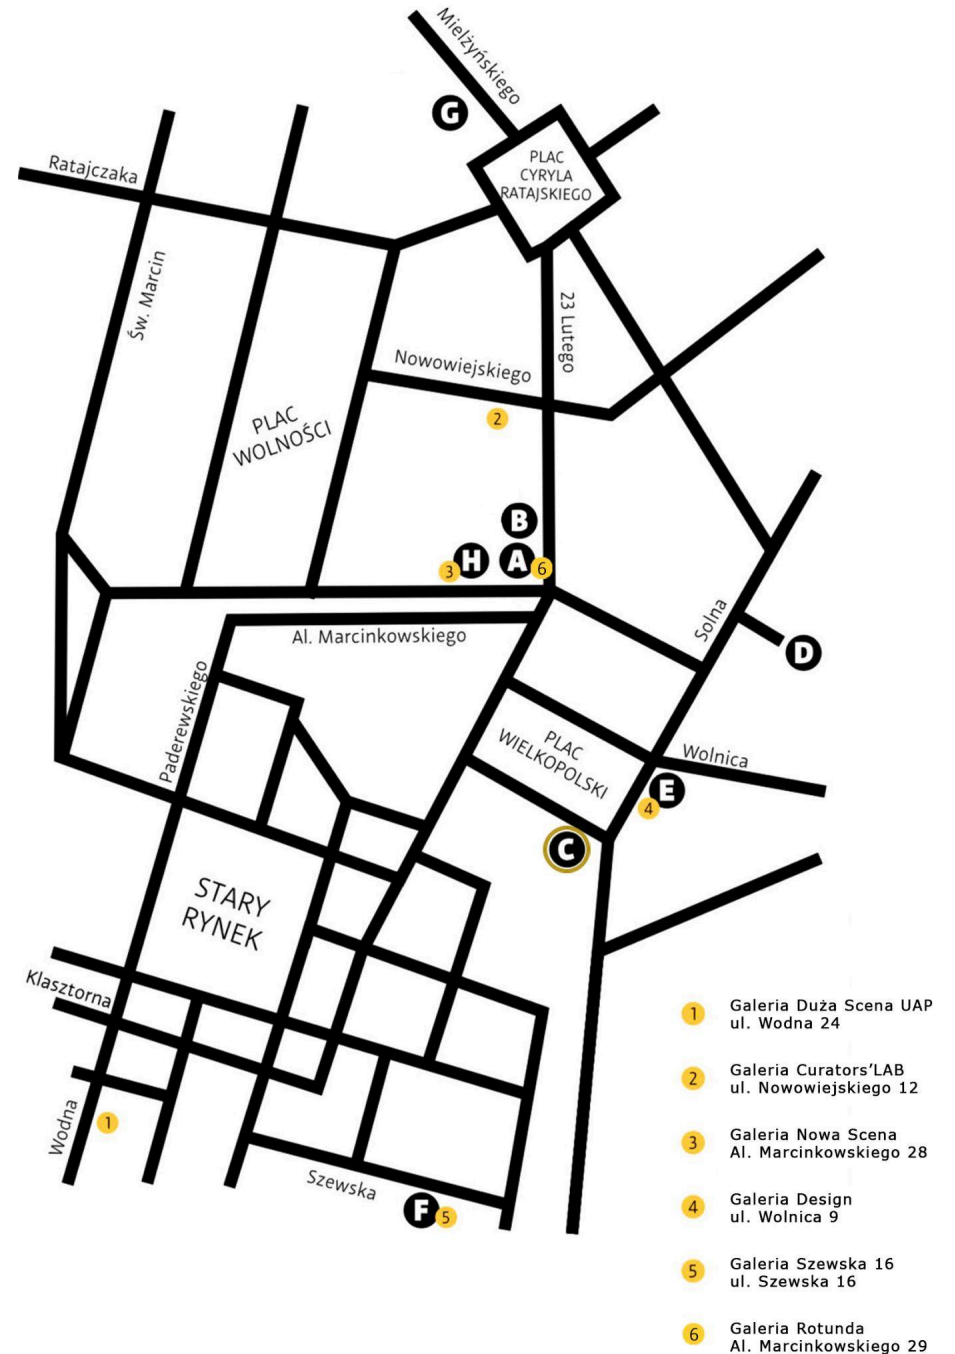 Mielżyńskiego
G
PLAC
CYRYLA
RATAJSKIEGO
Ratajczaka
Św. Marcin
23 Lutego
Nowowiejskiego
2
PLAC
WOLNOŚCI
B
H
A
3
6
Al. Marcinkowskiego
Solna
D
Paderewskiego
PLAC
WIELKOPOLSKI
Wolnica
E
4
C
STARY
RYNEK
Klasztorna
Wodna
1
Szewska
F
5
1 Galeria Duża Scena UAP
ul. Wodna 24
2 Galeria Curators’LAB
ul. Nowowiejskiego 12
3 Galeria Nowa Scena
Al. Marcinkowskiego 28
4 Galeria Design
ul. Wolnica 9
5 Galeria Szewska 16
ul. Szewska 16
6 Galeria Rotunda
Al. Marcinkowskiego 29